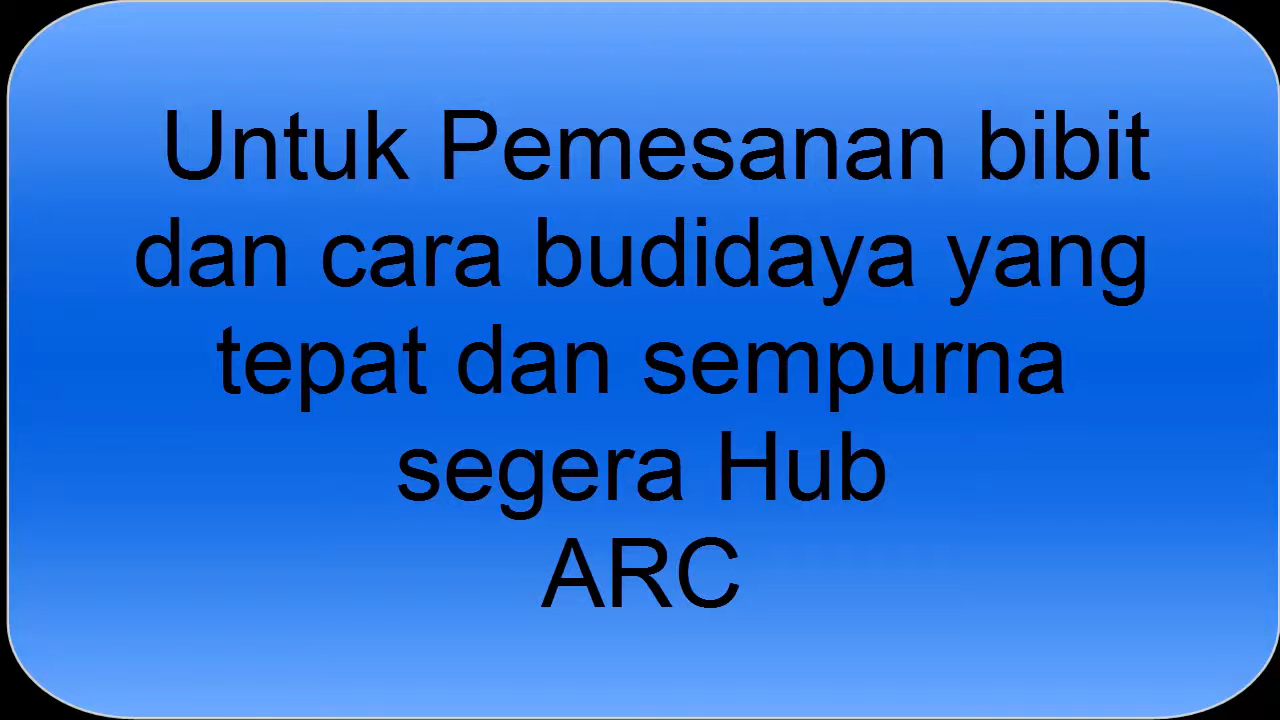 Untuk Pemesanan bibit
dan cara budidaya yang
tepat dan sempurna
segera Hub
ARC